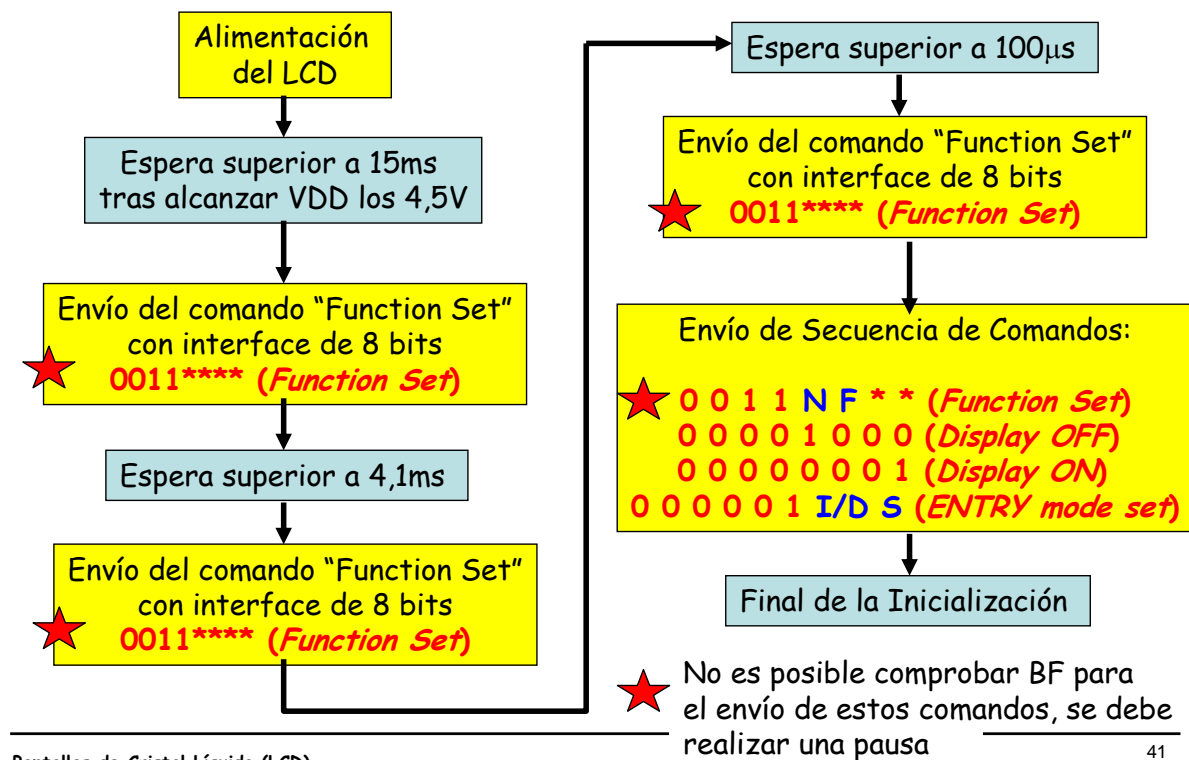 Alimentación
del LCD
Espera superior a 15ms
tras alcanzar VDD los 4,5V
Envío del comando “Function Set”
con interface de 8 bits
0011**** (Function Set)
Espera superior a 4,1ms
Envío del comando “Function Set”
con interface de 8 bits
0011**** (Function Set)
Espera superior a 100μs
Envío del comando “Function Set”
con interface de 8 bits
0011**** (Function Set)
Envío de Secuencia de Comandos:
0 0 1 1 N F * * (Function Set)
0 0 0 0 1 0 0 0 (Display OFF)
0 0 0 0 0 0 0 1 (Display ON)
0 0 0 0 0 1 I/D S (ENTRY mode set)
Final de la Inicialización
No es posible comprobar BF para
el envío de estos comandos, se debe
realizar una pausa
41